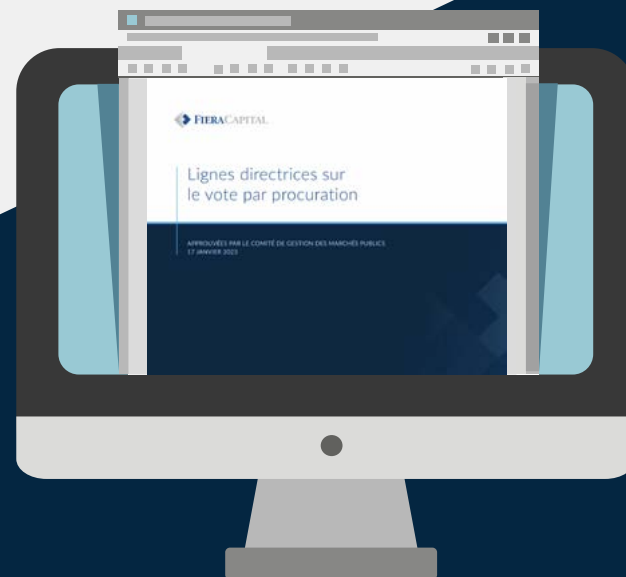 FIERACAPITAL
Lignes directrices sur
le vote par procuration
APPROUVÉES PAR LE COMITÉ DE GESTION DES MARCHÉS PUBLICS
17 JANVIER 2023